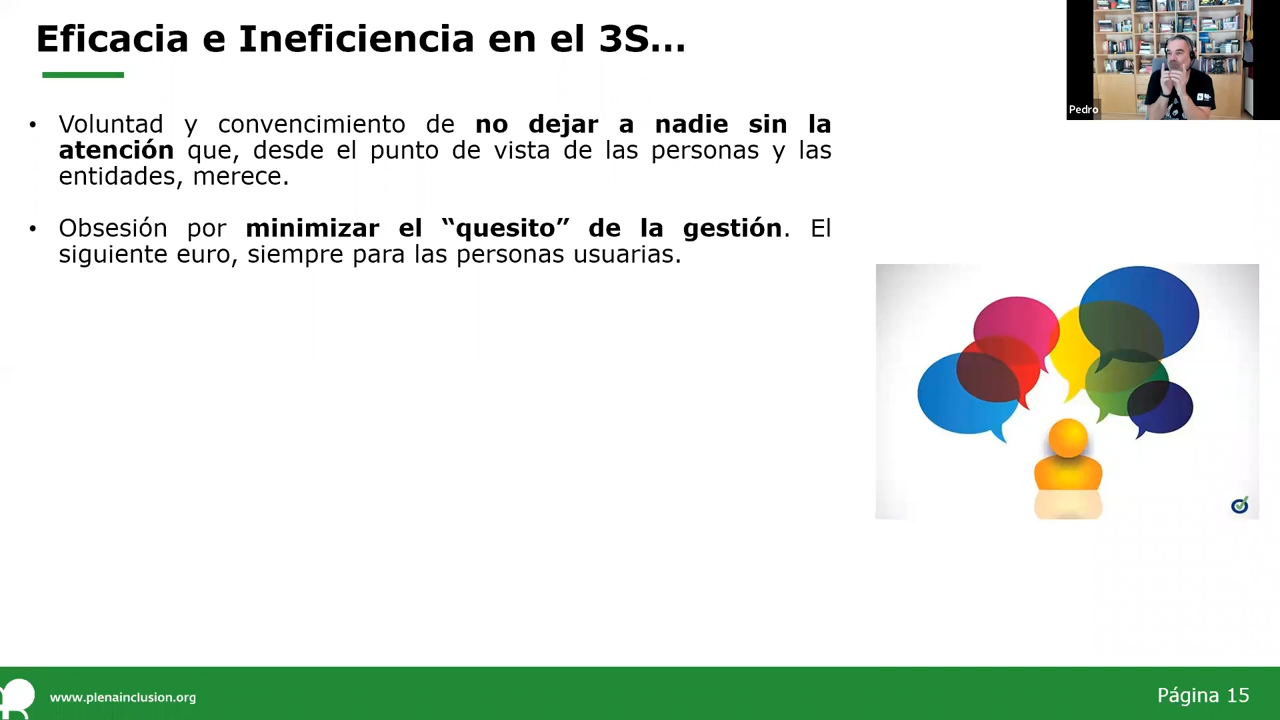 Eficacia e Ineficiencia en el 3S...
Pedro
• Voluntad y convencimiento de no dejar a nadie sin la
atención que, desde el punto de vista de las personas y las
entidades, merece.
• Obsesión por minimizar el “quesito” de la gestión. El
siguiente euro, siempre para las personas usuarias.
www.plenainclusion.org
Página 15